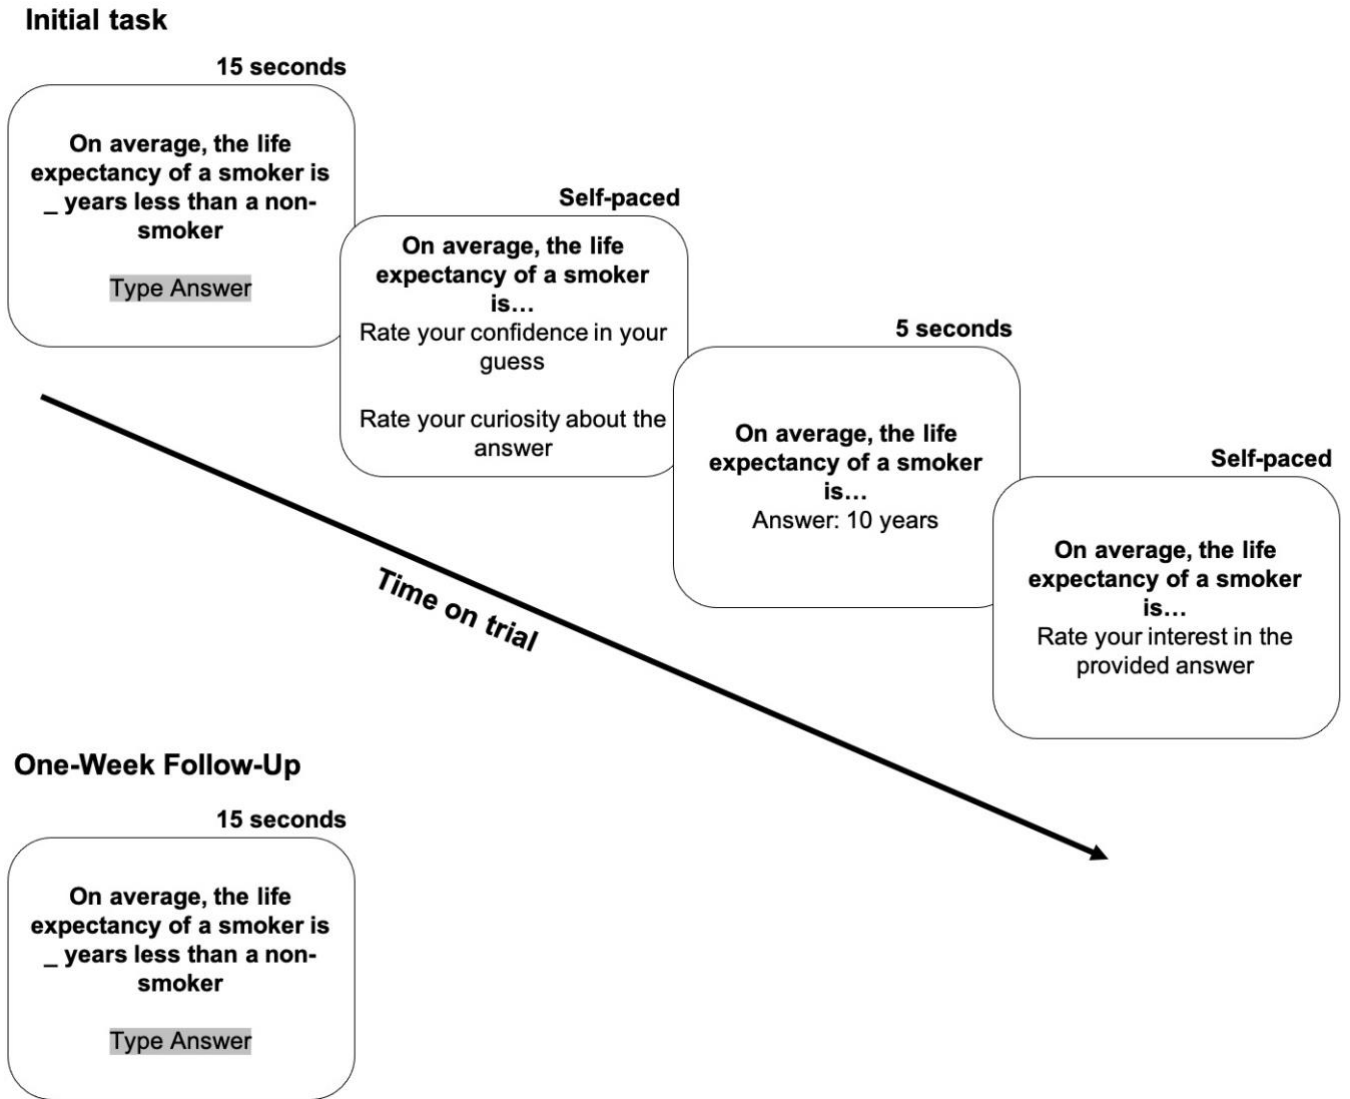 Initial task
15 seconds
On average, the life
expectancy of a smoker is
_ years less than a non-
smoker
Type Answer
Self-paced
On average, the life
expectancy of a smoker
is...
Rate your confidence in your
guess
Rate your curiosity about the
answer
5 seconds
On average, the life
expectancy of a smoker
is...
Answer: 10 years
Self-paced
On average, the life
expectancy of a smoker
is...
Rate your interest in the
provided answer
Time on trial
One-Week Follow-Up
15 seconds
On average, the life
expectancy of a smoker is
_ years less than a non-
smoker
Type Answer